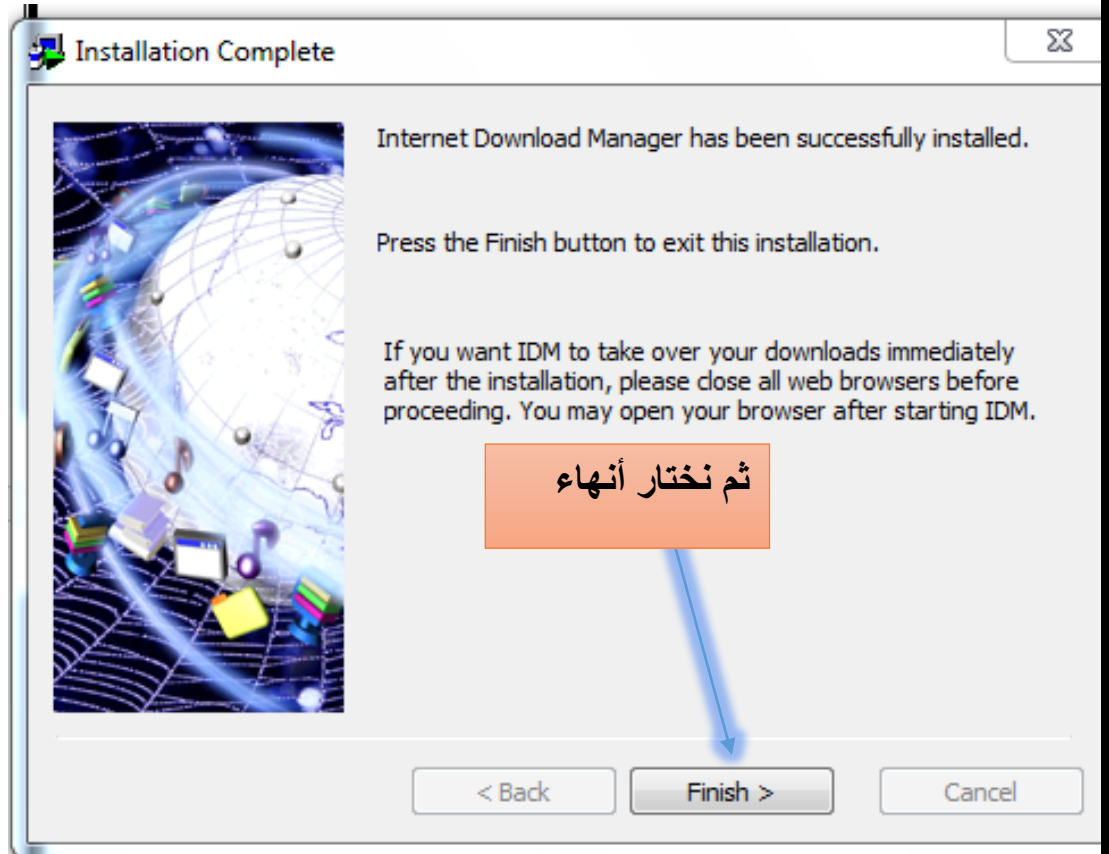 Installation Complete
Internet Download Manager has been successfully installed.
Press the Finish button to exit this installation.
If you want IDM to take over your downloads immediately
after the installation, please close all web browsers before
proceeding. You may open your browser after starting IDM.
ثم نختار أنهاء
< Back
Finish >
Cancel